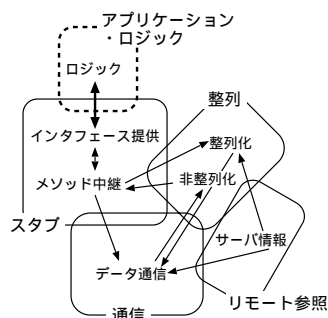 アプリケーション
・ロジック
ロジック
整列
インタフェース提供
整列化
メソッド中継
非整列化
スタブ
サーバ情報
データ通信
リモート参照
通信